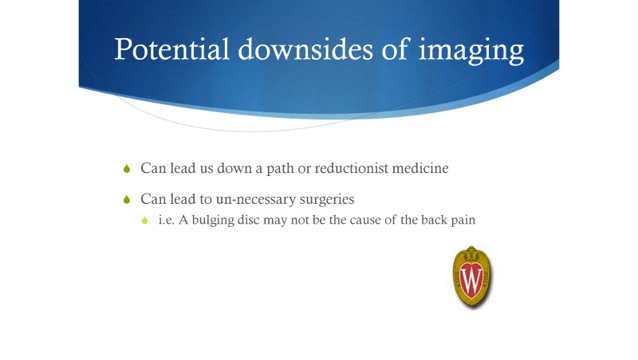 Potential downsides of imaging
Can lead us down a path or reductionist medicine
Can lead to un-necessary surgeries
i.e. A bulging disc may not be the cause of the back pain
W